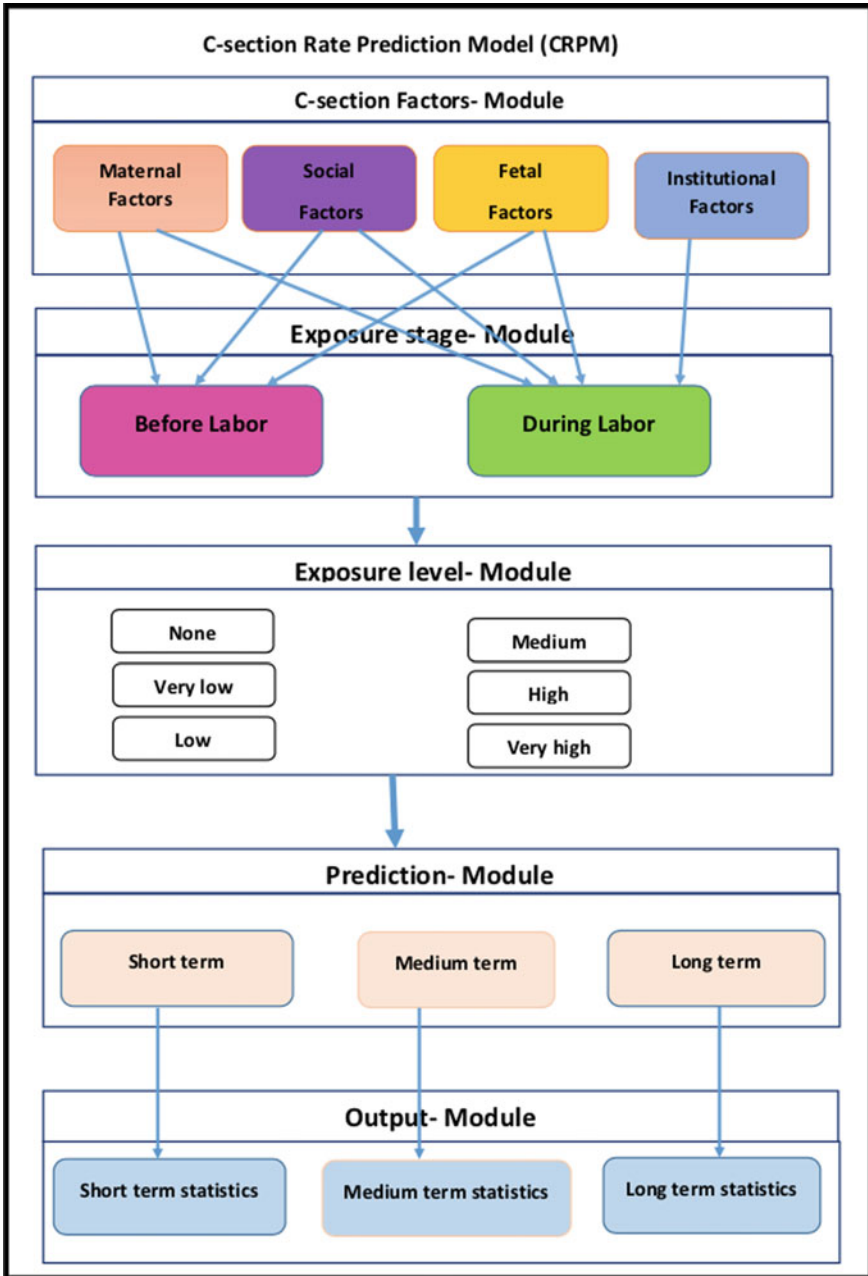 C-section Rate Prediction Model (CRPM)
C-section Factors- Module
Maternal
Factors
Social
Factors
Fetal
Factors
Institutional
Factors
Exposure stage- Module
Before Labor
During Labor
Exposure level- Module
None
Very low
Low
Medium
High
Very high
Prediction- Module
Short term
Medium term
Long term
Output- Module
Short term statistics
Medium term statistics
Long term statistics